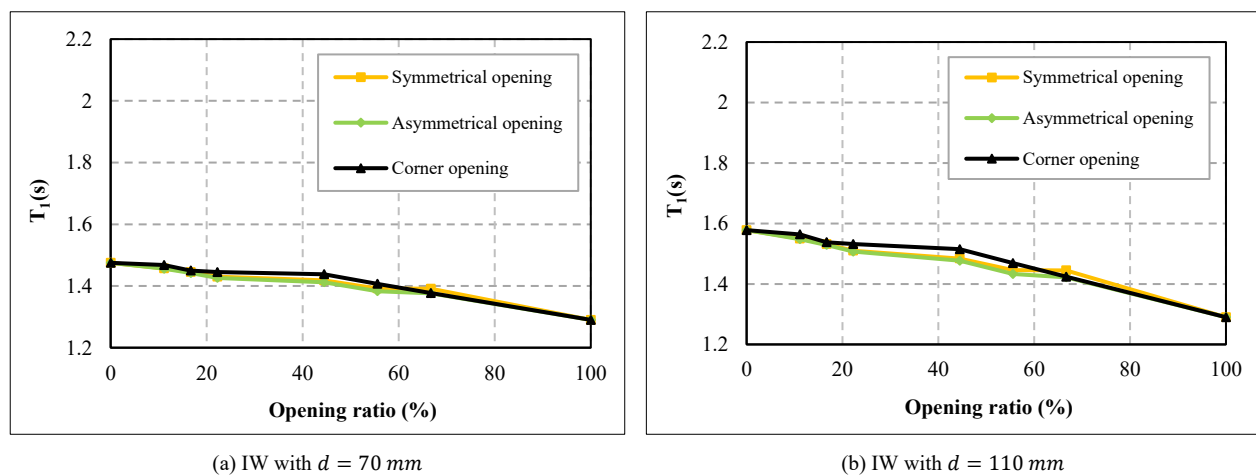 2.2
2
1.8
1.6
1.4
1.2
T₁(s)
0 20 40 60 80 100
Opening ratio (%)
Symmetrical opening
Asymmetrical opening
Corner opening
(a) IW with d = 70 mm
2.2
2
1.8
1.6
1.4
1.2
T₁(s)
0 20 40 60 80 100
Opening ratio (%)
Symmetrical opening
Asymmetrical opening
Corner opening
(b) IW with d = 110 mm